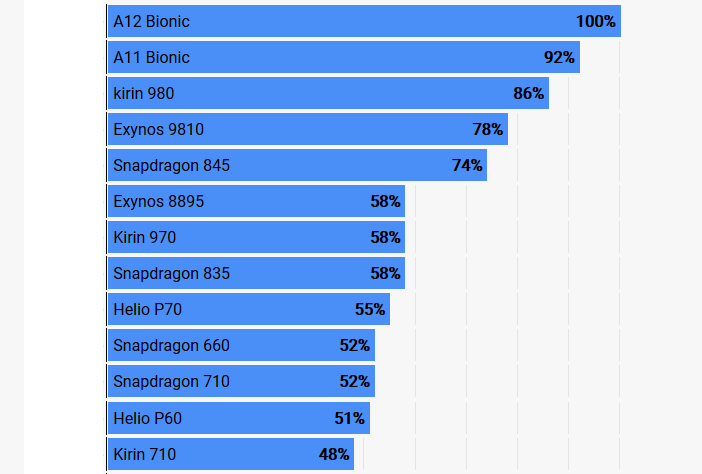 A12 Bionic 100%
A11 Bionic 92%
kirin 980 86%
Exynos 9810 78%
Snapdragon 845 74%
Exynos 8895 58%
Kirin 970 58%
Snapdragon 835 58%
Helio P70 55%
Snapdragon 660 52%
Snapdragon 710 52%
Helio P60 51%
Kirin 710 48%